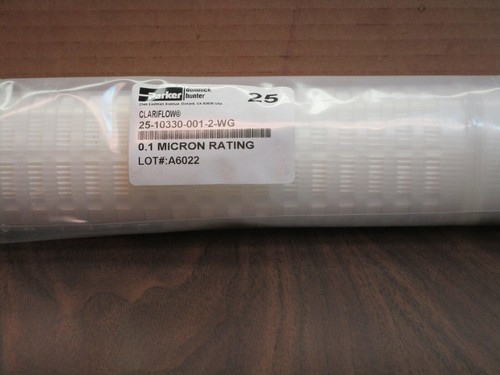 Parker
domnick
hunter
25
CLARIFLOW®
25-10330-001-2-WG
0.1 MICRON RATING
LOT#:A6022